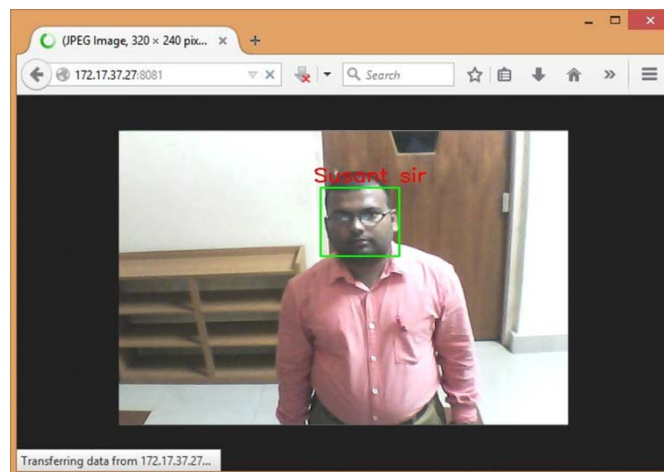 (JPEG Image, 320 × 240 pix...
172.17.37.27:8081
Search
Susant sir
Transferring data from 172.17.37.27...